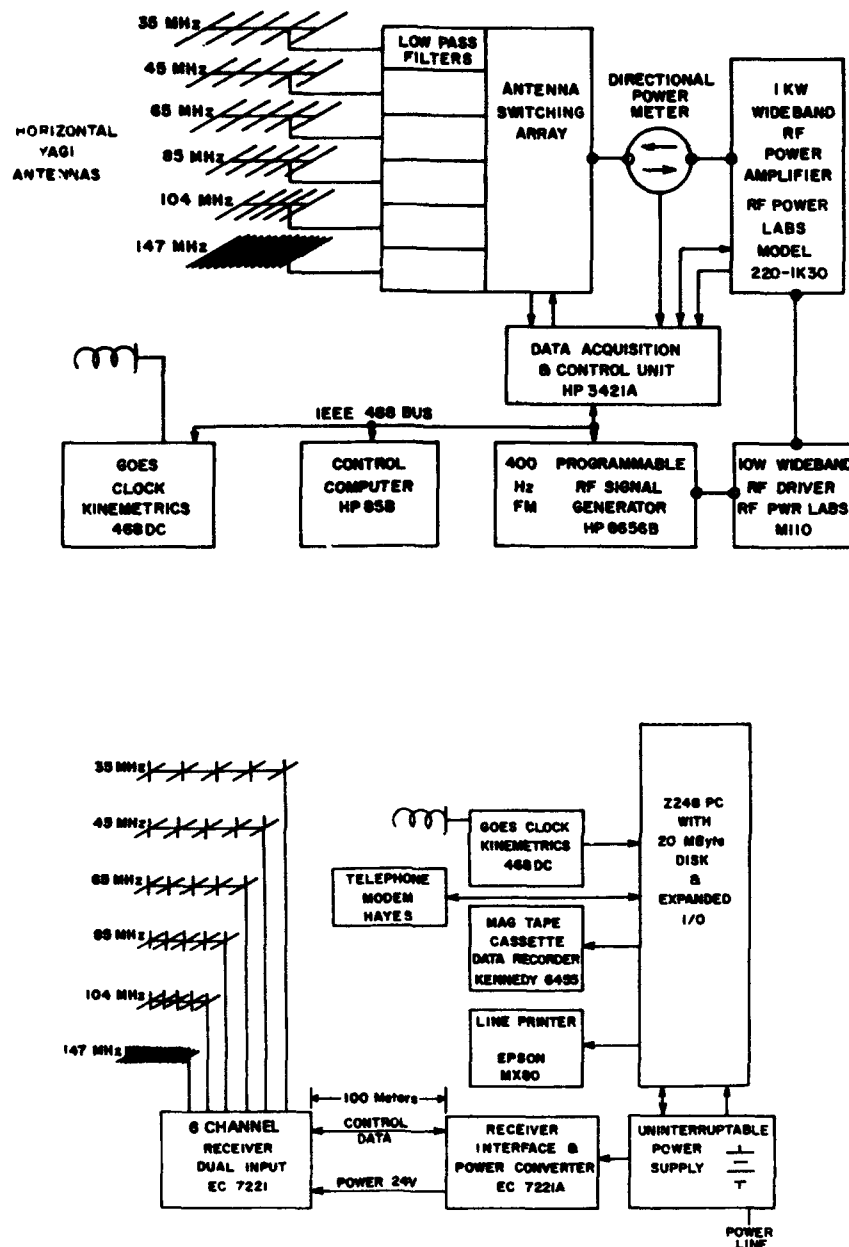 35 MHz
45 MHz
65 MHz
85 MHz
104 MHz
147 MHz
HORIZONTAL
YAGI
ANTENNAS
LOW PASS
FILTERS
ANTENNA
SWITCHING
ARRAY
DIRECTIONAL
POWER
METER
1 KW
WIDEBAND
RF
POWER
AMPLIFIER
RF POWER
LABS
MODEL
220-1K30
DATA ACQUISITION
& CONTROL UNIT
HP 3421A
IEEE 488 BUS
GOES
CLOCK
KINEMETRICS
468DC
CONTROL
COMPUTER
HP 85B
400
Hz
FM
PROGRAMMABLE
RF SIGNAL
GENERATOR
HP 8656B
10W WIDEBAND
RF DRIVER
RF PWR LABS
M110
35 MHz
45 MHz
65 MHz
85 MHz
104 MHz
147 MHz
GOES CLOCK
KINEMETRICS
468DC
TELEPHONE
MODEM
HAYES
MAG TAPE
CASSETTE
DATA RECORDER
KENNEDY 6455
LINE PRINTER
EPSON
MX80
Z248 PC
WITH
20 MByte
DISK
&
EXPANDED
I/O
6 CHANNEL
RECEIVER
DUAL INPUT
EC 7221
100 Meters
CONTROL
DATA
POWER 24V
RECEIVER
INTERFACE &
POWER CONVERTER
EC 7221A
UNINTERRUPTABLE
POWER
SUPPLY
POWER
LINE